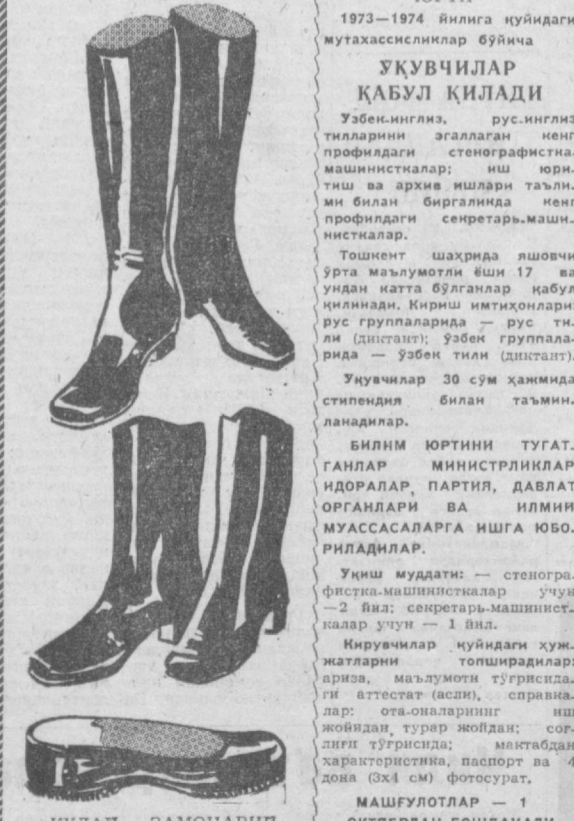 1973—1974 йилига қуйидаги
мутахассисликлар бўйича
ЎҚУВЧИЛАР
ҚАБУЛ ҚИЛАДИ
Ўзбек-инглиз, рус-инглиз
тилларини эгаллаган кенг
профилдаги стенографистка-
машинисткалар; иш юри-
тиш ва архив ишлари таъли-
ми билан биргаликда кенг
профилдаги секретарь-маши-
нисткалар.
Тошкент шаҳрида яшовчи
ўрта маълумотли ёши 17 ва
ундан катта бўлганлар қабул
қилинади. Кириш имтиҳонлари:
рус группаларида — рус ти-
ли (диктант); ўзбек группала-
рида — ўзбек тили (диктант).
Ўқувчилар 30 сўм ҳажмида
стипендия билан таъмин-
ланадилар.
БИЛИМ ЮРТИНИ ТУГАТ-
ГАНЛАР МИНИСТРЛИКЛАР,
ИДОРАЛАР, ПАРТИЯ, ДАВЛАТ
ОРГАНЛАРИ ВА ИЛМИЙ
МУАССАСАЛАРГА ИШГА ЮБО-
РИЛАДИЛАР.
Ўқиш муддати: — стеногра-
фистка-машинисткалар учун
—2 йил; секретарь-машинист-
калар учун — 1 йил.
Кирувчилар қуйидаги ҳуж-
жатларни топширадилар:
ариза, маълумоти тўғрисида-
ги аттестат (асли), справка-
лар: ота-оналарининг иш
жойидан, турар жойдан; соғ-
лиғи тўғрисида; мактабдан
характеристика, паспорт ва 4
дона (3х4 см) фотосурат.
МАШҒУЛОТЛАР — 1
ОКТЯБРДАН БОШЛАНАДИ